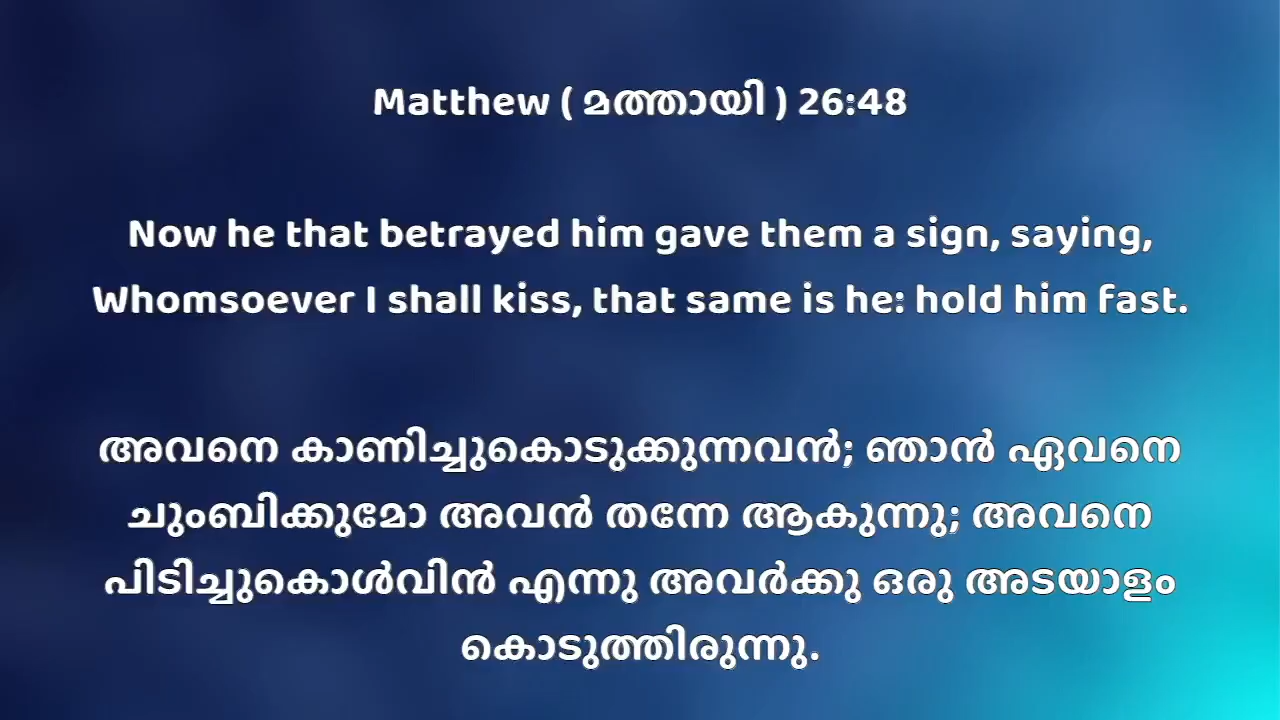 Matthew ( മത്തായി ) 26:48
Now he that betrayed him gave them a sign, saying,
Whomsoever I shall kiss, that same is he: hold him fast.
അവനെ കാണിച്ചുകൊടുക്കുന്നവൻ; ഞാൻ ഏവനെ
ചുംബിക്കുമോ അവൻ തന്നേ ആകുന്നു; അവനെ
പിടിച്ചുകൊൾവിൻ എന്നു അവർക്കു ഒരു അടയാളം
കൊടുത്തിരുന്നു.